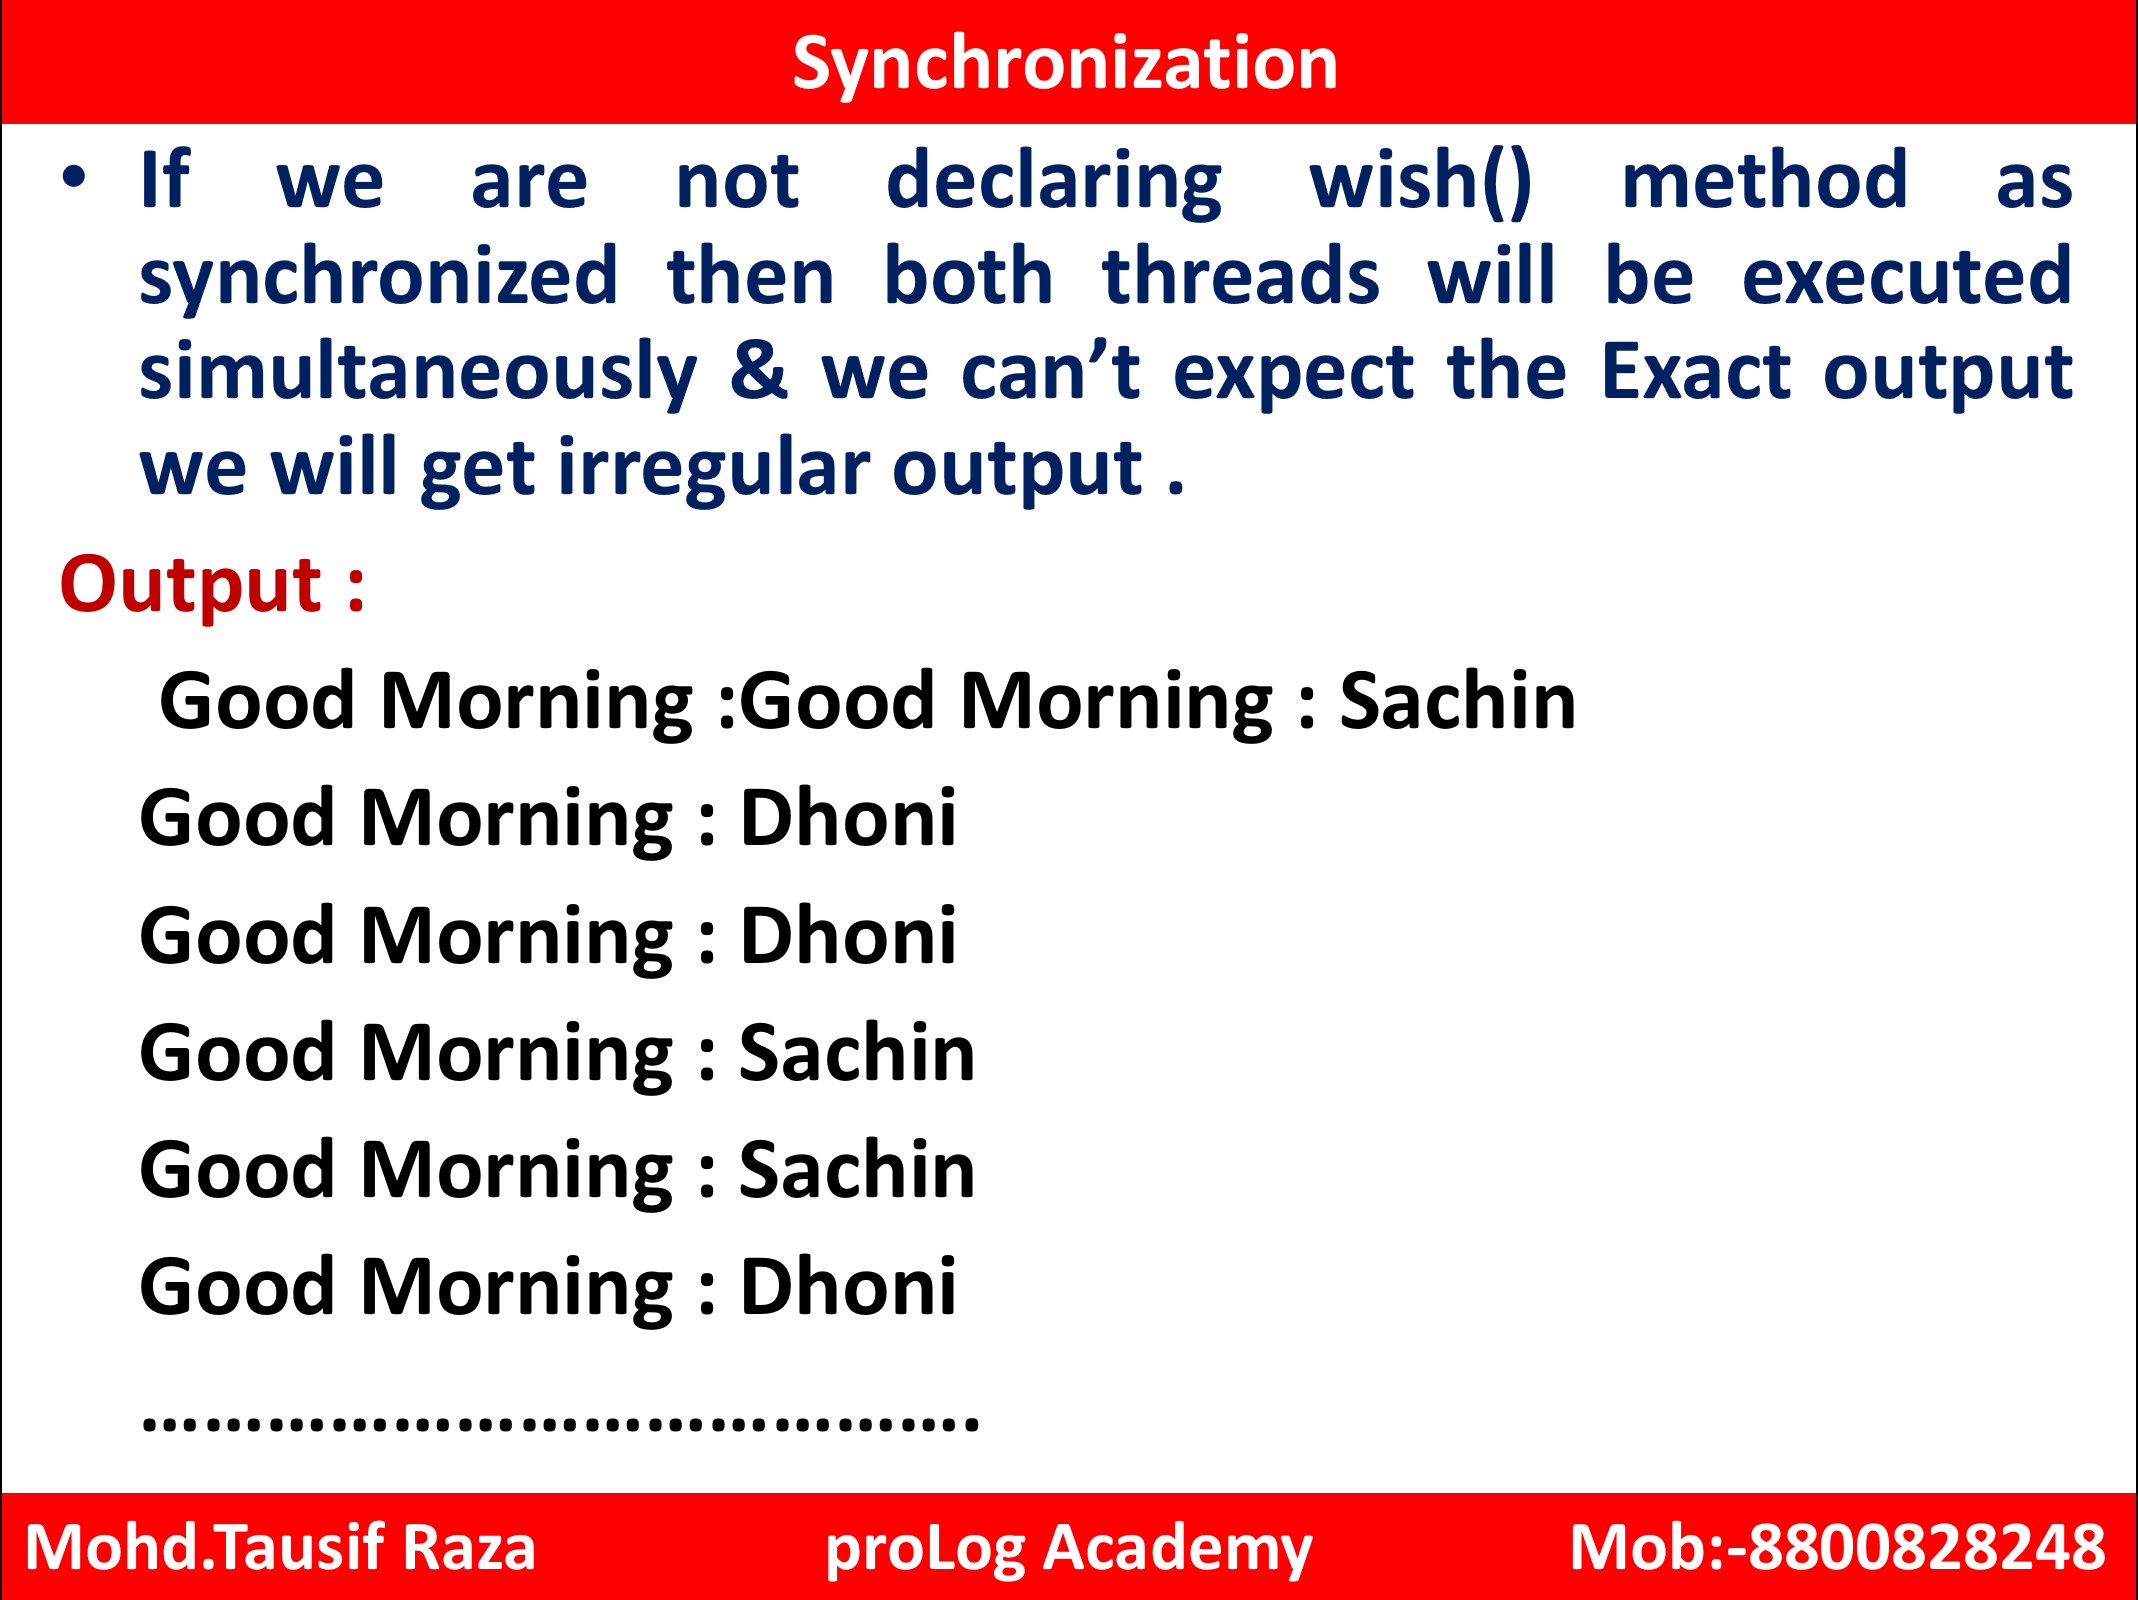 Synchronization
• If we are not declaring wish() method as
synchronized then both threads will be executed
simultaneously & we can’t expect the Exact output
we will get irregular output .
Output :
Good Morning :Good Morning : Sachin
Good Morning : Dhoni
Good Morning : Dhoni
Good Morning : Sachin
Good Morning : Sachin
Good Morning : Dhoni
…………………………………….
Mohd.Tausif Raza proLog Academy Mob:-8800828248